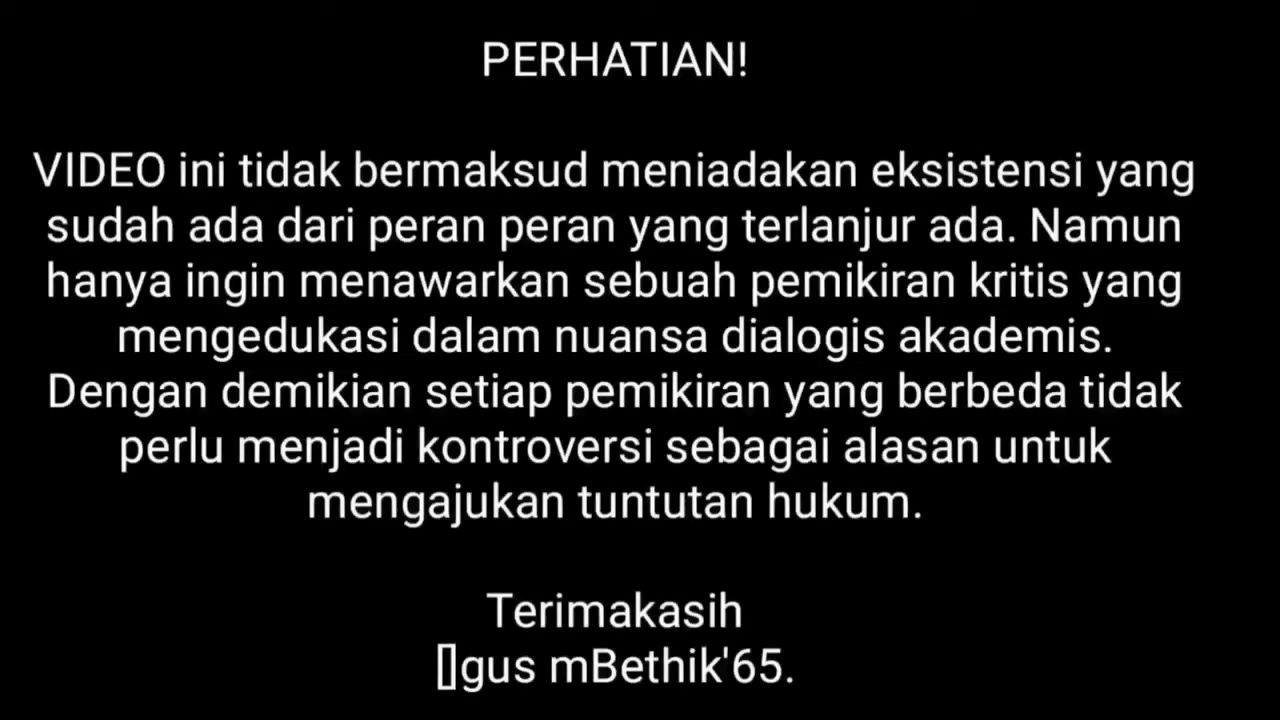 PERHATIAN!
VIDEO ini tidak bermaksud meniadakan eksistensi yang
sudah ada dari peran peran yang terlanjur ada. Namun
hanya ingin menawarkan sebuah pemikiran kritis yang
mengedukasi dalam nuansa dialogis akademis.
Dengan demikian setiap pemikiran yang berbeda tidak
perlu menjadi kontroversi sebagai alasan untuk
mengajukan tuntutan hukum.
Terimakasih
[]gus mBethik'65.